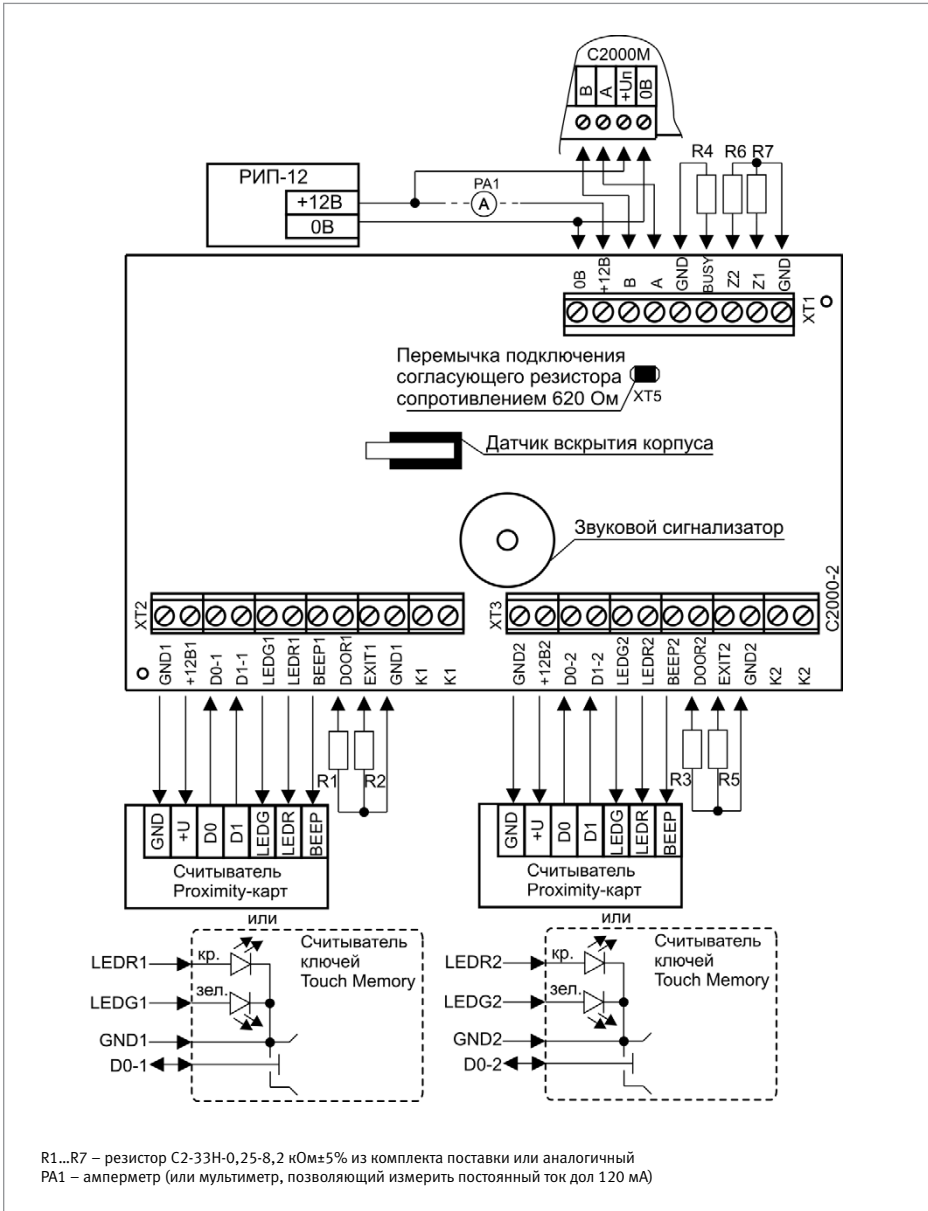 С2000М
В
А
+Uп
0В
R4 R6 R7
РИП-12
+12В
0В
PA1
A
0В
+12В
В
А
GND
BUSY
Z2
Z1
GND
XT1
Перемычка подключения
согласующего резистора
сопротивлением 620 Ом
XT5
Датчик вскрытия корпуса
Звуковой сигнализатор
С2000-2
XT2
GND1
+12В1
D0-1
D1-1
LEDG1
LEDR1
BEEP1
DOOR1
EXIT1
GND1
K1
K1
XT3
GND2
+12В2
D0-2
D1-2
LEDG2
LEDR2
BEEP2
DOOR2
EXIT2
GND2
K2
K2
R1
R2
R3
R5
GND
+U
D0
D1
LEDG
LEDR
BEEP
Считыватель
Proximity-карт
или
GND
+U
D0
D1
LEDG
LEDR
BEEP
Считыватель
Proximity-карт
или
LEDR1
кр.
LEDG1
зел.
GND1
D0-1
Считыватель
ключей
Touch Memory
LEDR2
кр.
LEDG2
зел.
GND2
D0-2
Считыватель
ключей
Touch Memory
R1...R7 – резистор С2-33Н-0,25-8,2 кОм±5% из комплекта поставки или аналогичный
PA1 – амперметр (или мультиметр, позволяющий измерить постоянный ток дол 120 мА)